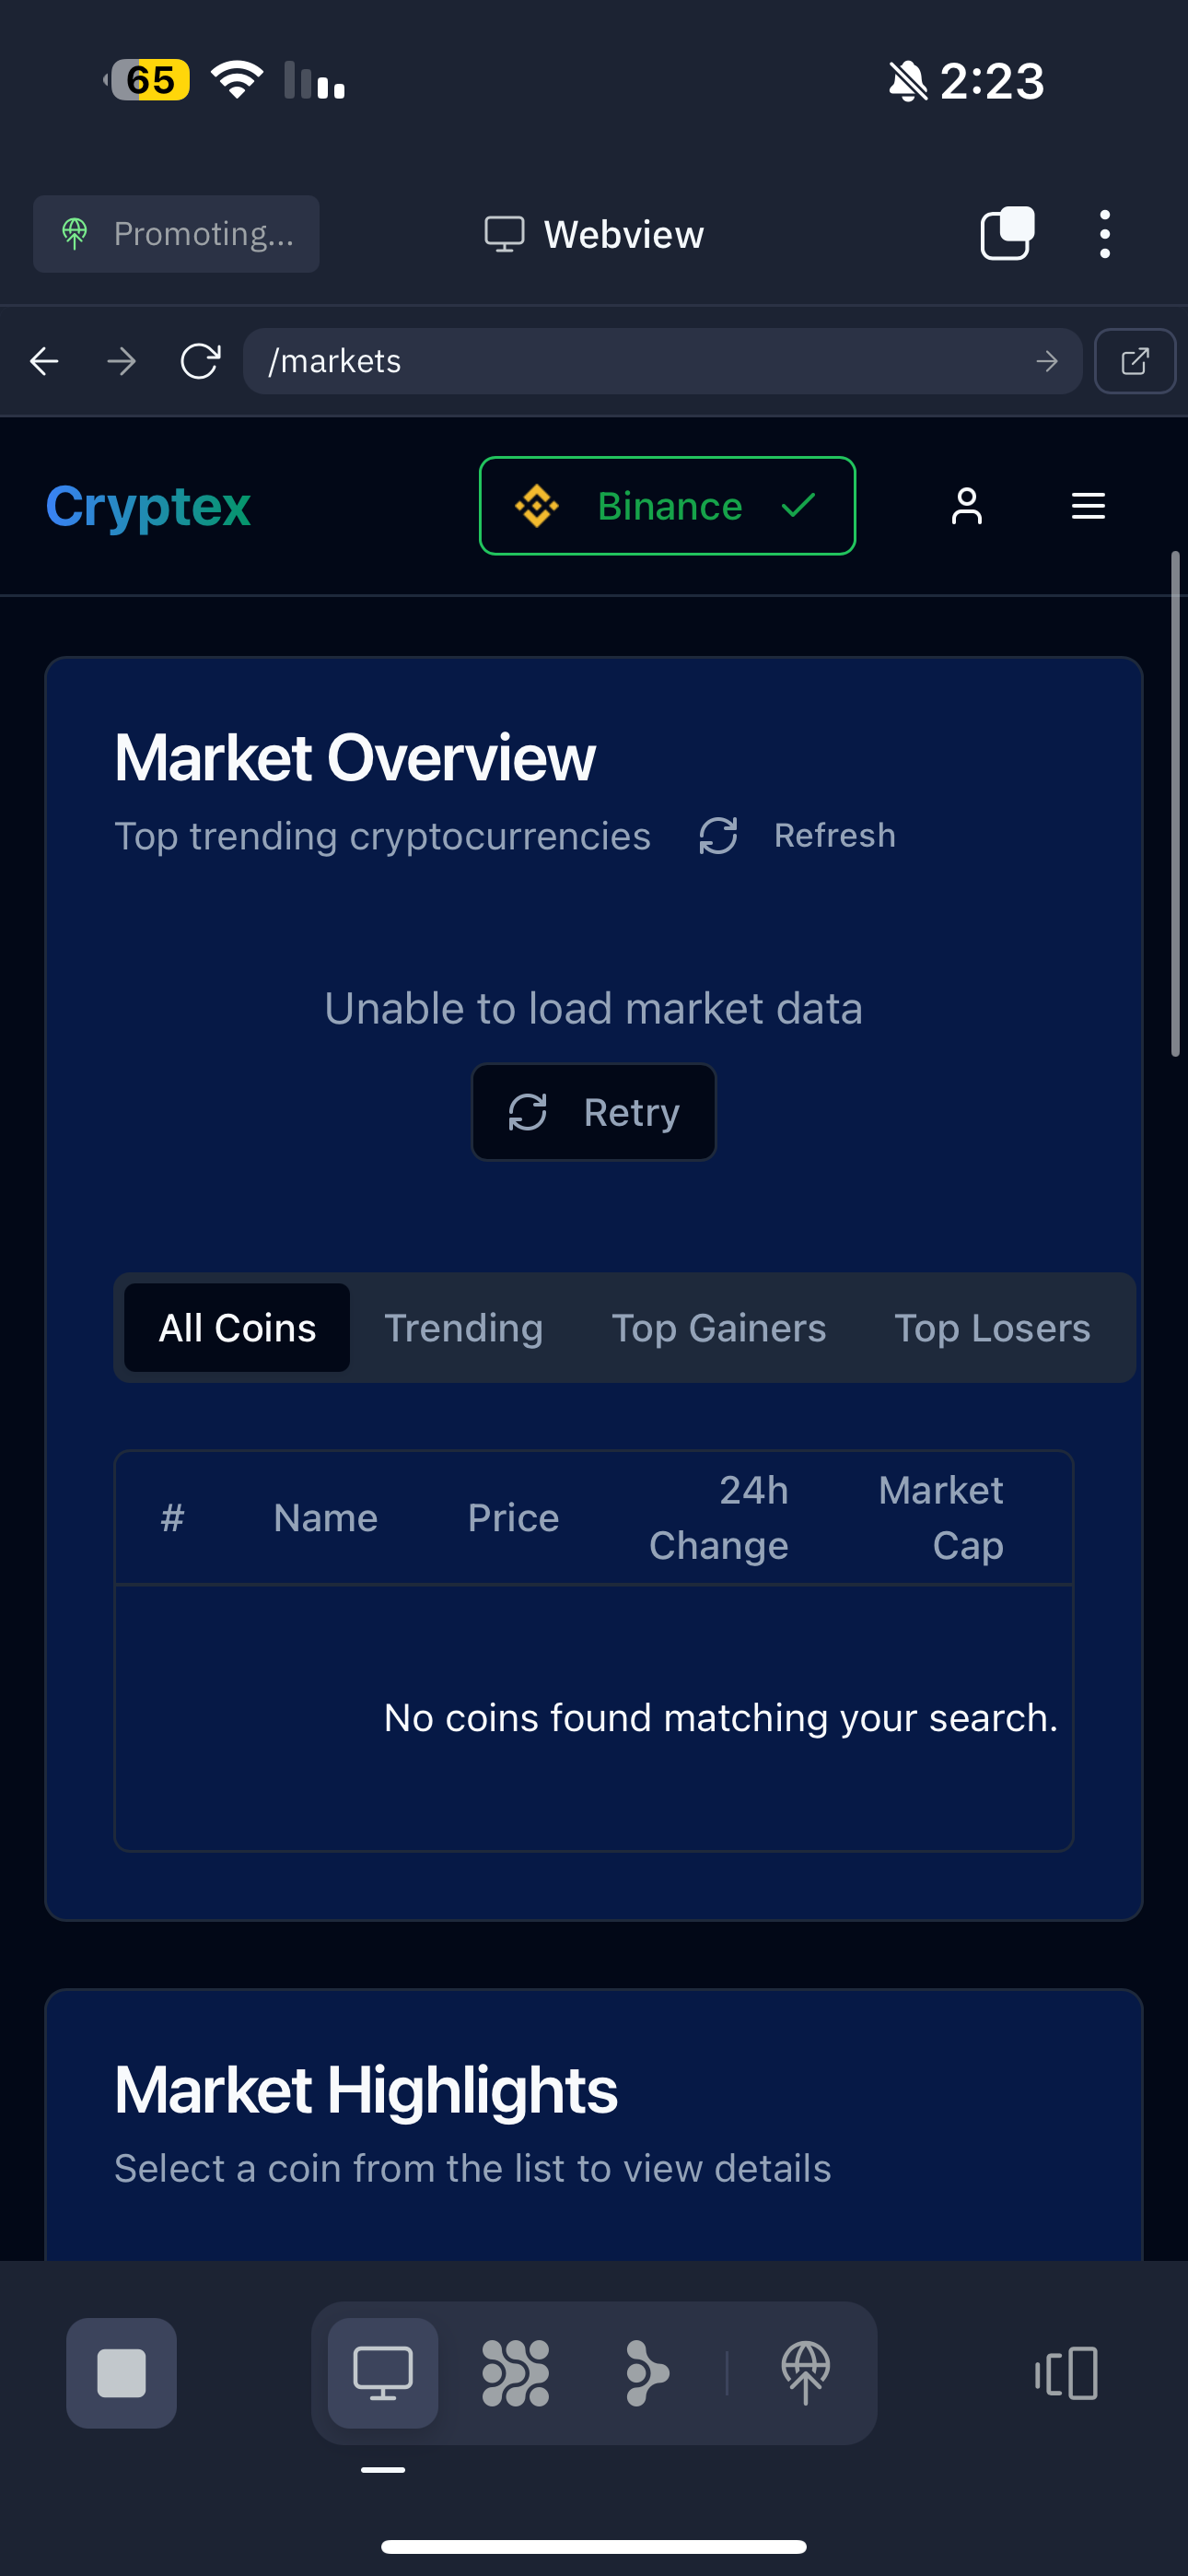 65
2:23
Promoting...
Webview
/markets
Cryptex
Binance
Market Overview
Top trending cryptocurrencies
Refresh
Unable to load market data
Retry
All Coins
Trending
Top Gainers
Top Losers
#
Name
Price
24h
Change
Market
Cap
No coins found matching your search.
Market Highlights
Select a coin from the list to view details